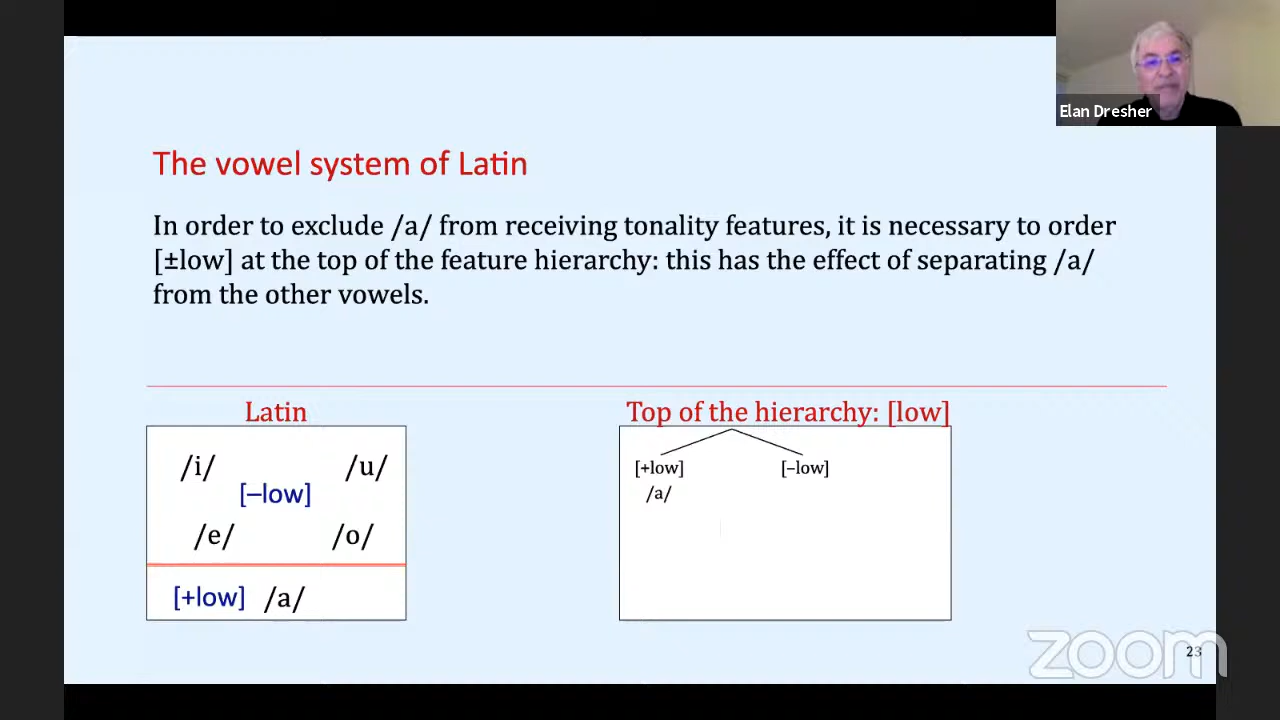 Elan Dresher
The vowel system of Latin
In order to exclude /a/ from receiving tonality features, it is necessary to order
[±low] at the top of the feature hierarchy: this has the effect of separating /a/
from the other vowels.
Latin
/i/ /u/
[–low]
/e/ /o/
[+low] /a/
Top of the hierarchy: [low]
[+low] [–low]
/a/
zoom
23